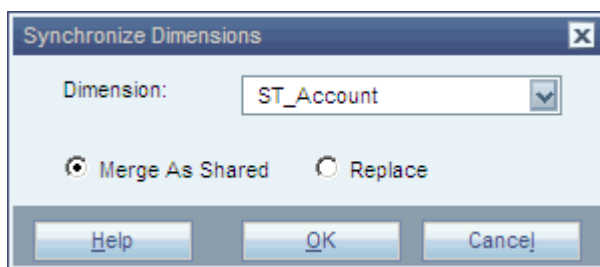 Synchronize Dimensions
Dimension: ST_Account
Merge As Shared Replace
Help OK Cancel